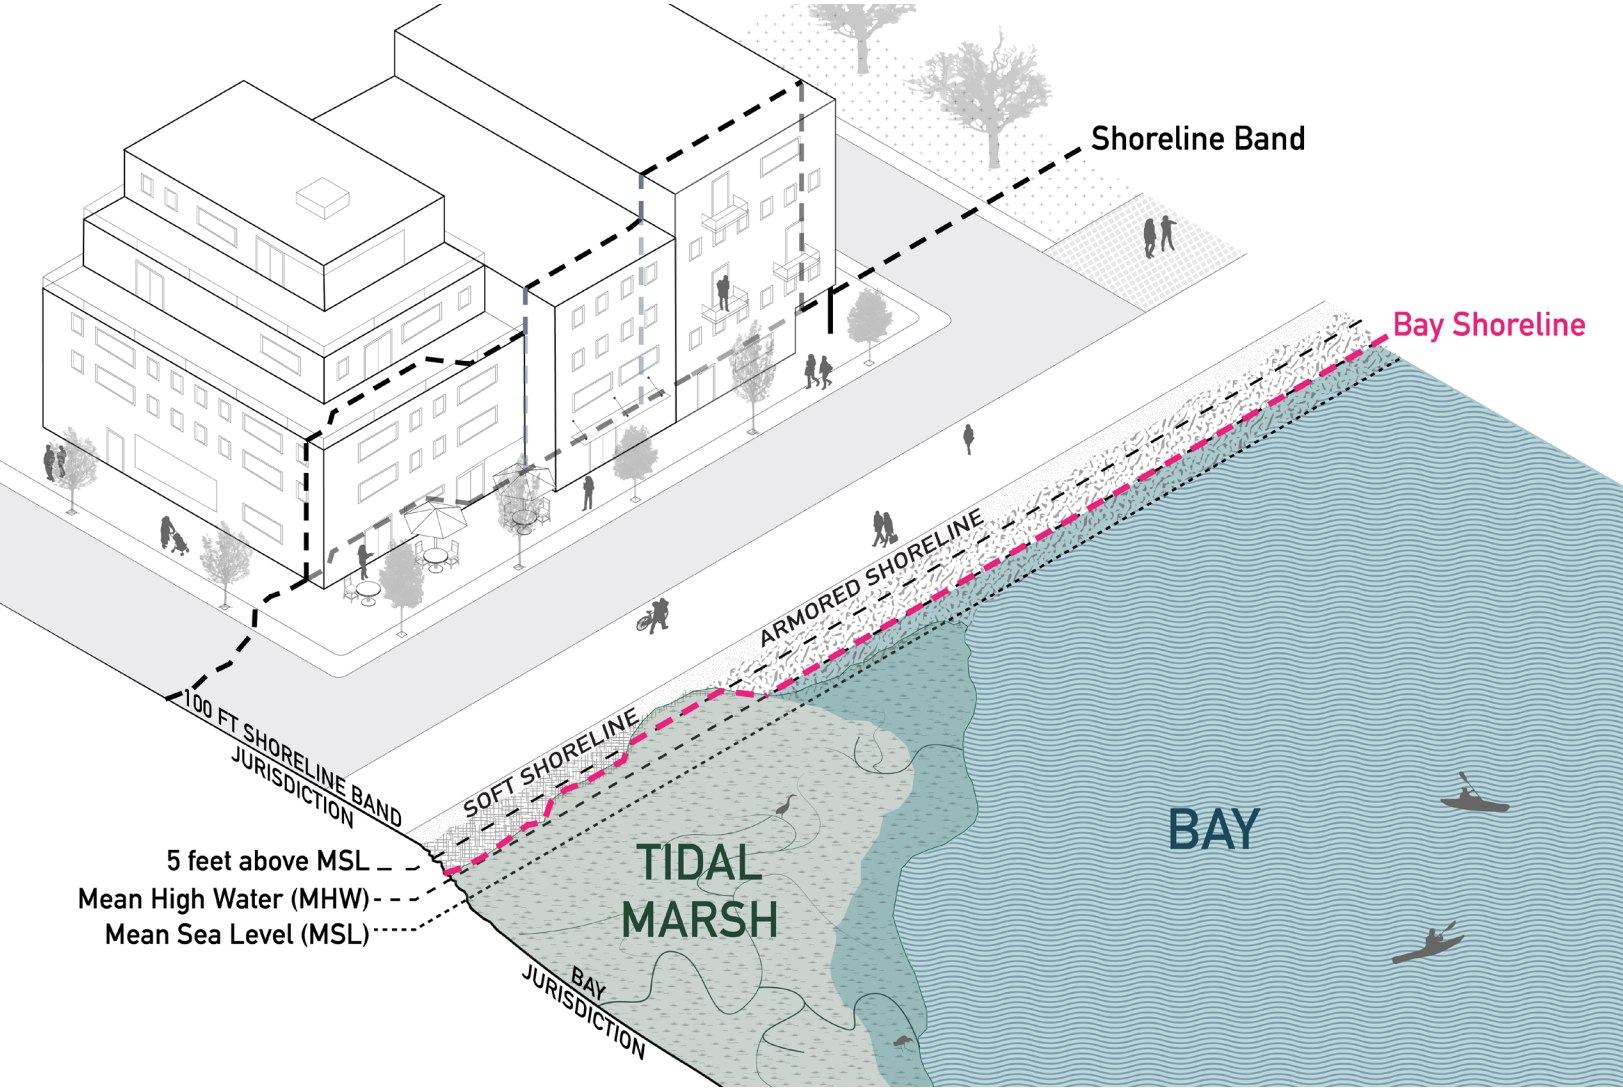 Shoreline Band
Bay Shoreline
ARMORED SHORELINE
SOFT SHORELINE
100 FT SHORELINE BAND
JURISDICTION
5 feet above MSL
Mean High Water (MHW)
Mean Sea Level (MSL)
TIDAL
MARSH
BAY
BAY
JURISDICTION